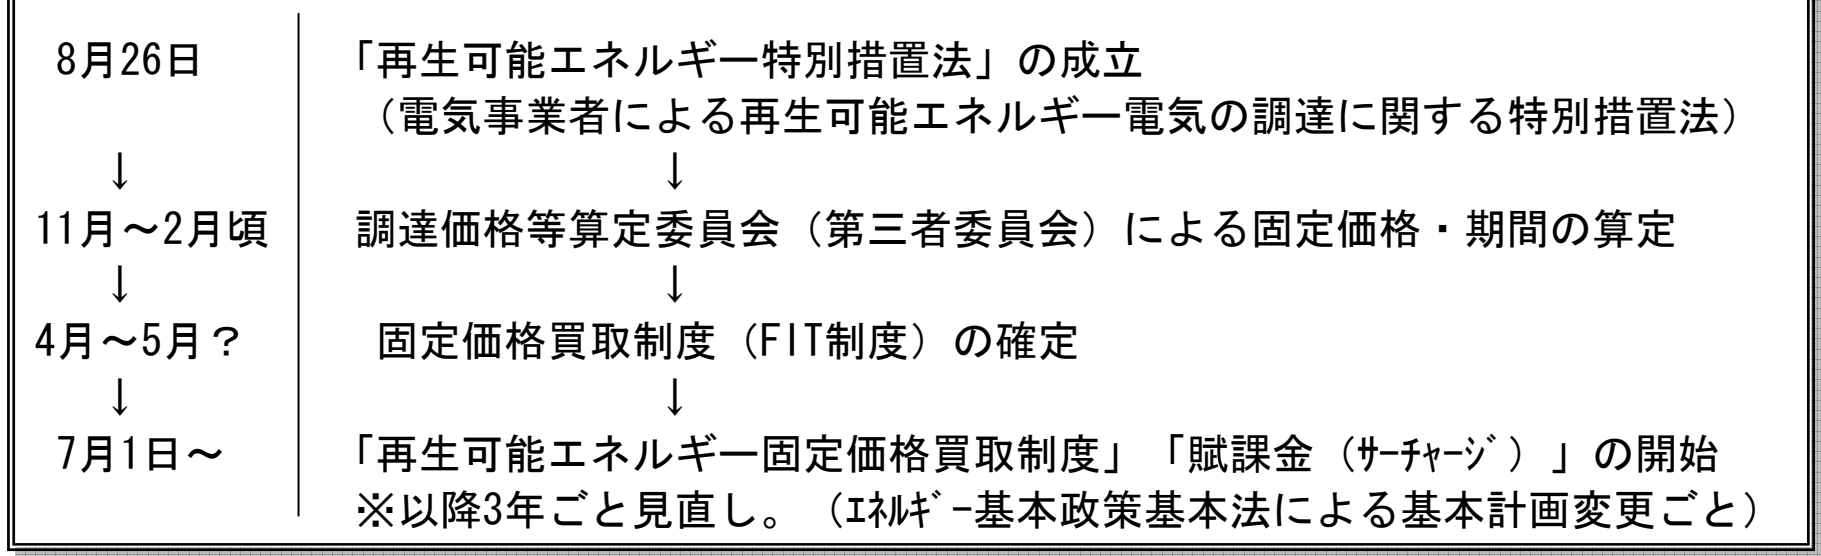 8月26日 「再生可能エネルギー特別措置法」の成立
（電気事業者による再生可能エネルギー電気の調達に関する特別措置法）
↓ ↓
11月～2月頃 調達価格等算定委員会（第三者委員会）による固定価格・期間の算定
↓ ↓
4月～5月？ 固定価格買取制度（FIT制度）の確定
↓ ↓
7月1日～ 「再生可能エネルギー固定価格買取制度」「賦課金（ｻｰﾁｬｰｼﾞ）」の開始
※以降3年ごと見直し。（ｴﾈﾙｷﾞｰ基本政策基本法による基本計画変更ごと）